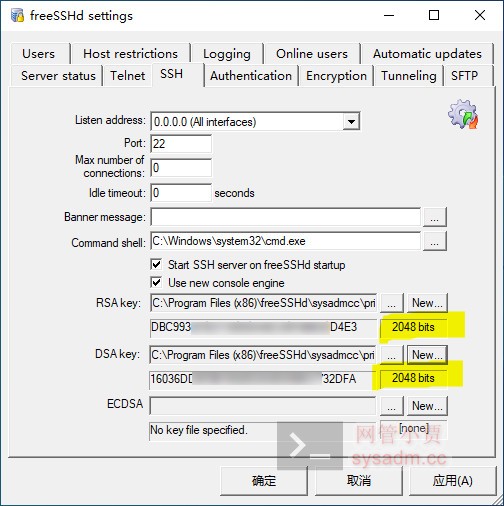 freeSSHd settings
Users Host restrictions Logging Online users Automatic updates
Server status Telnet SSH Authentication Encryption Tunneling SFTP
Listen address: 0.0.0.0 (All interfaces)
Port: 22
Max number of connections: 0
Idle timeout: 0 seconds
Banner message: ...
Command shell: C:\Windows\system32\cmd.exe ...
Start SSH server on freeSSHd startup
Use new console engine
RSA key: C:\Program Files (x86)\freeSSHd\sysadmcc\pri ... New...
DBC993 D4E3 2048 bits
DSA key: C:\Program Files (x86)\freeSSHd\sysadmcc\pri ... New...
16036DD 32DFA 2048 bits
ECDSA ... New...
No key file specified. [none]
网管小贾
sysadm.cc
确定 取消 应用(A)